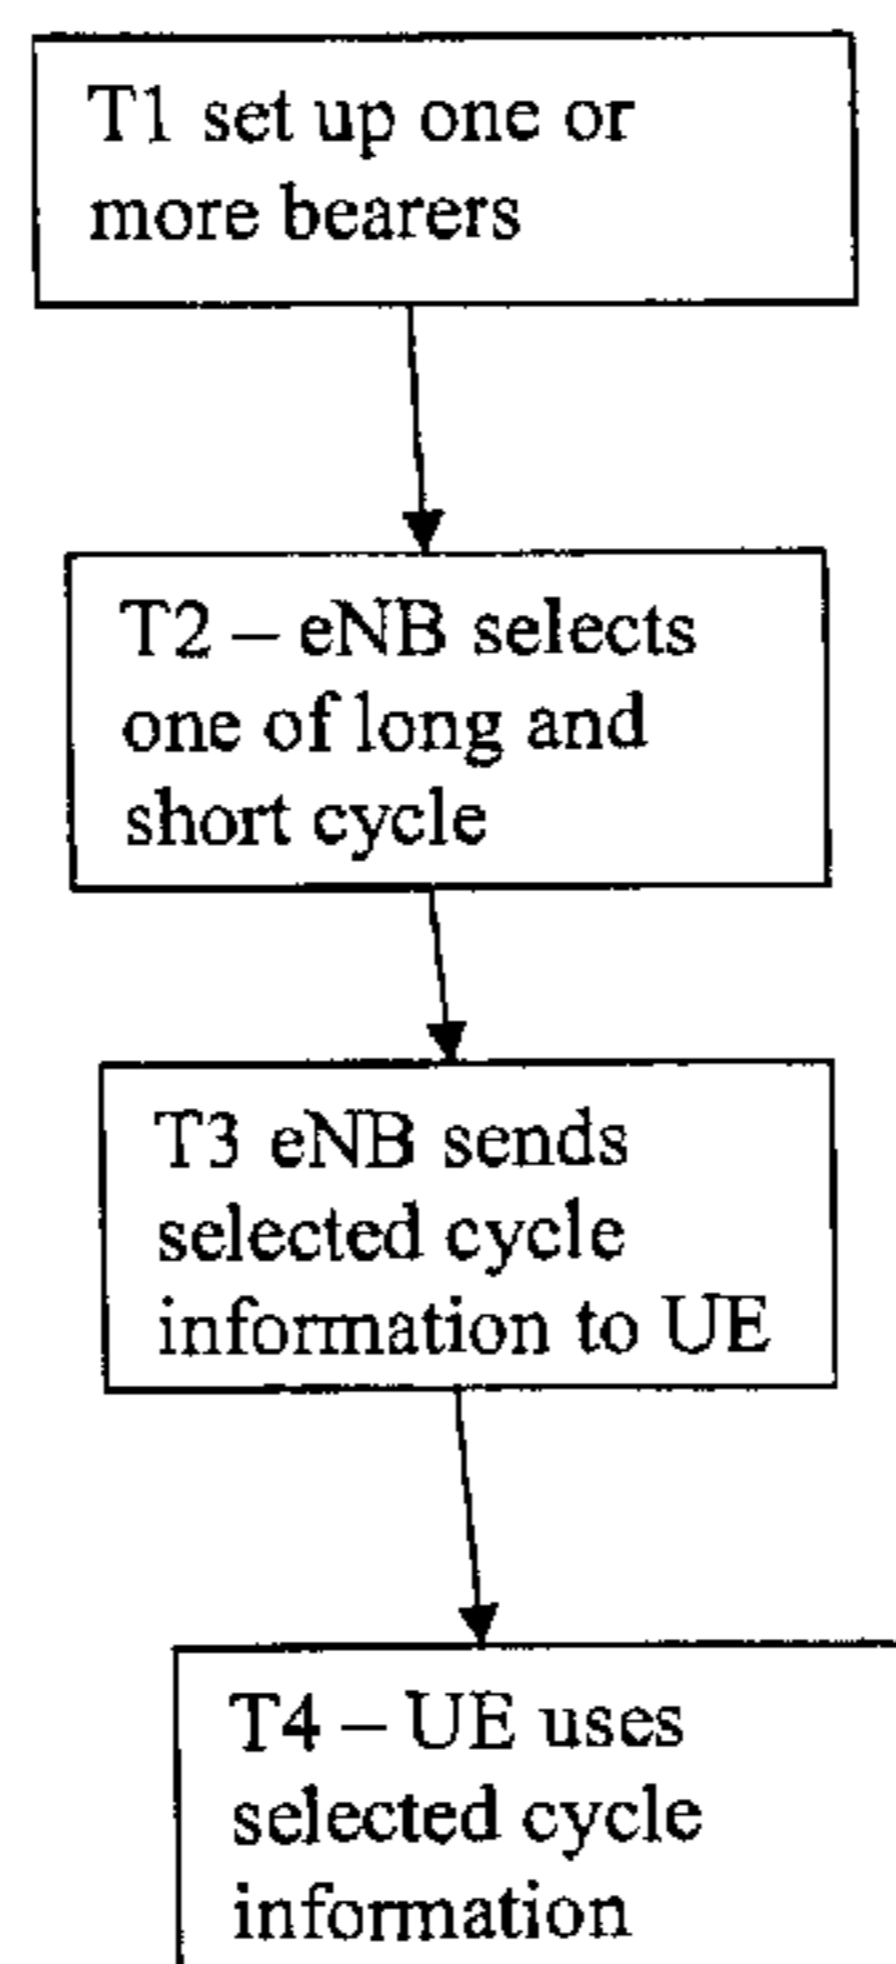 T1 set up one or
more bearers
T2 – eNB selects
one of long and
short cycle
T3 eNB sends
selected cycle
information to UE
T4 – UE uses
selected cycle
information